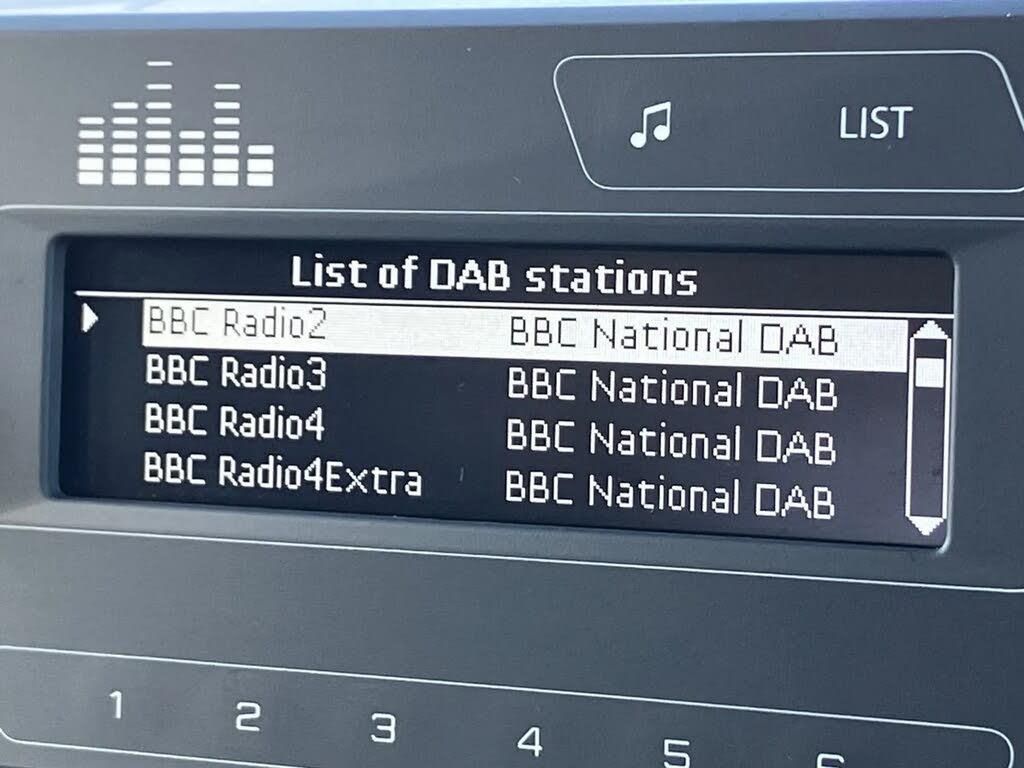 LIST
List of DAB stations
BBC Radio2 BBC National DAB
BBC Radio3 BBC National DAB
BBC Radio4 BBC National DAB
BBC Radio4Extra BBC National DAB
1 2 3 4 5 6